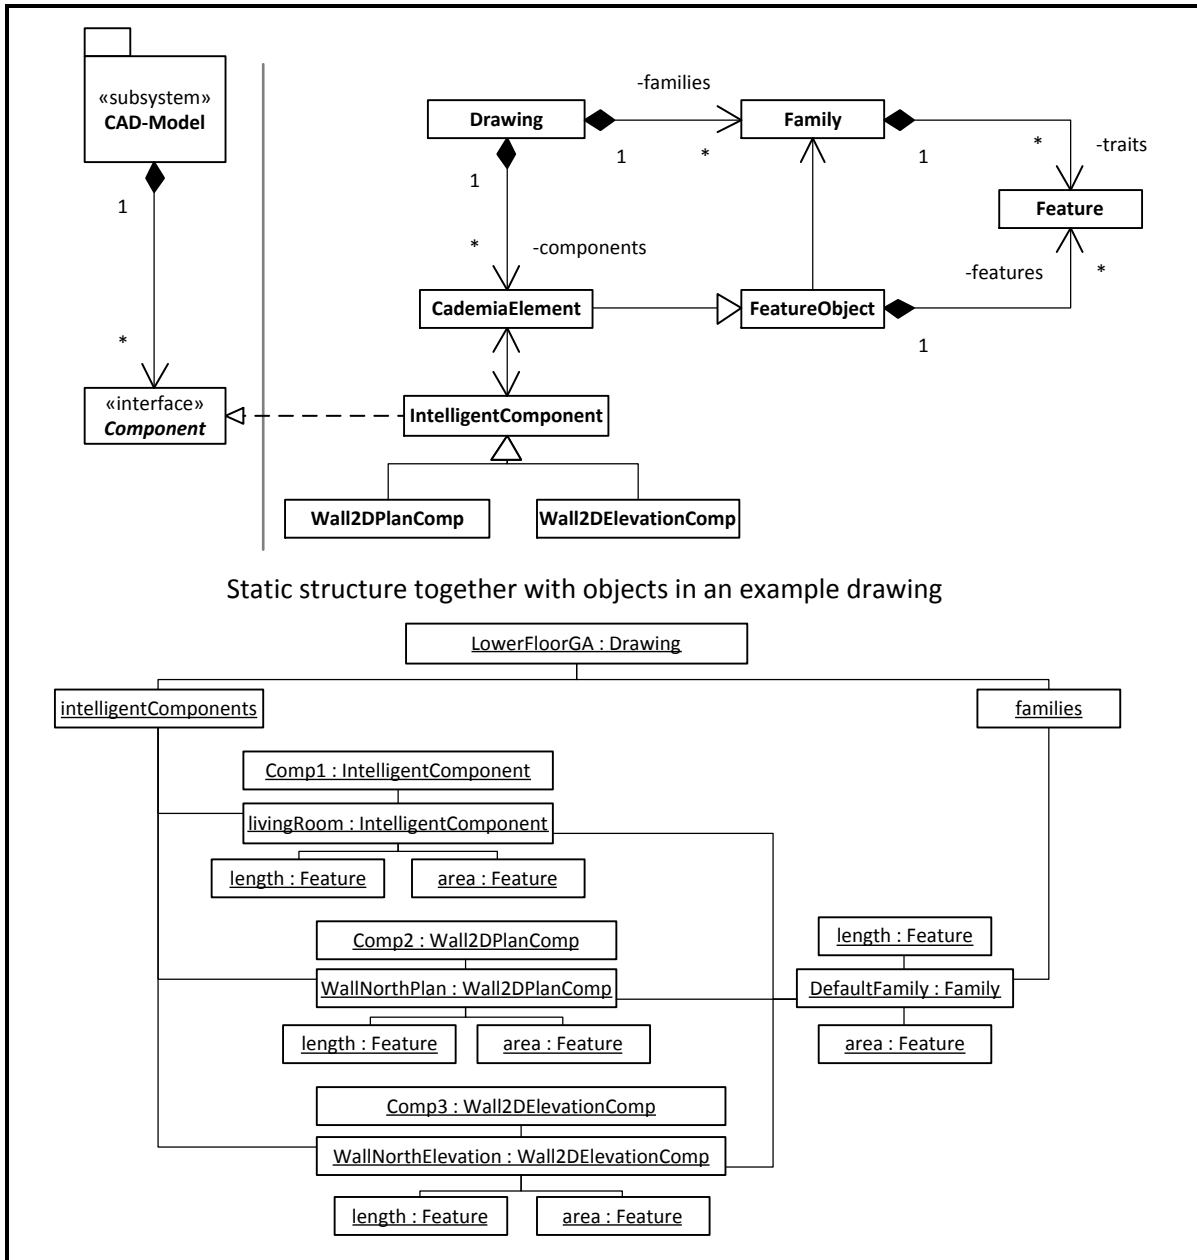 «subsystem»
CAD-Model
1
*
«interface»
Component
-families
Drawing
Family
1
*
1
*
-traits
1
Feature
*
-components
-features
*
CademiaElement
FeatureObject
1
IntelligentComponent
Wall2DPlanComp
Wall2DElevationComp
Static structure together with objects in an example drawing
LowerFloorGA : Drawing
intelligentComponents
families
Comp1 : IntelligentComponent
livingRoom : IntelligentComponent
length : Feature
area : Feature
Comp2 : Wall2DPlanComp
length : Feature
WallNorthPlan : Wall2DPlanComp
DefaultFamily : Family
length : Feature
area : Feature
area : Feature
Comp3 : Wall2DElevationComp
WallNorthElevation : Wall2DElevationComp
length : Feature
area : Feature